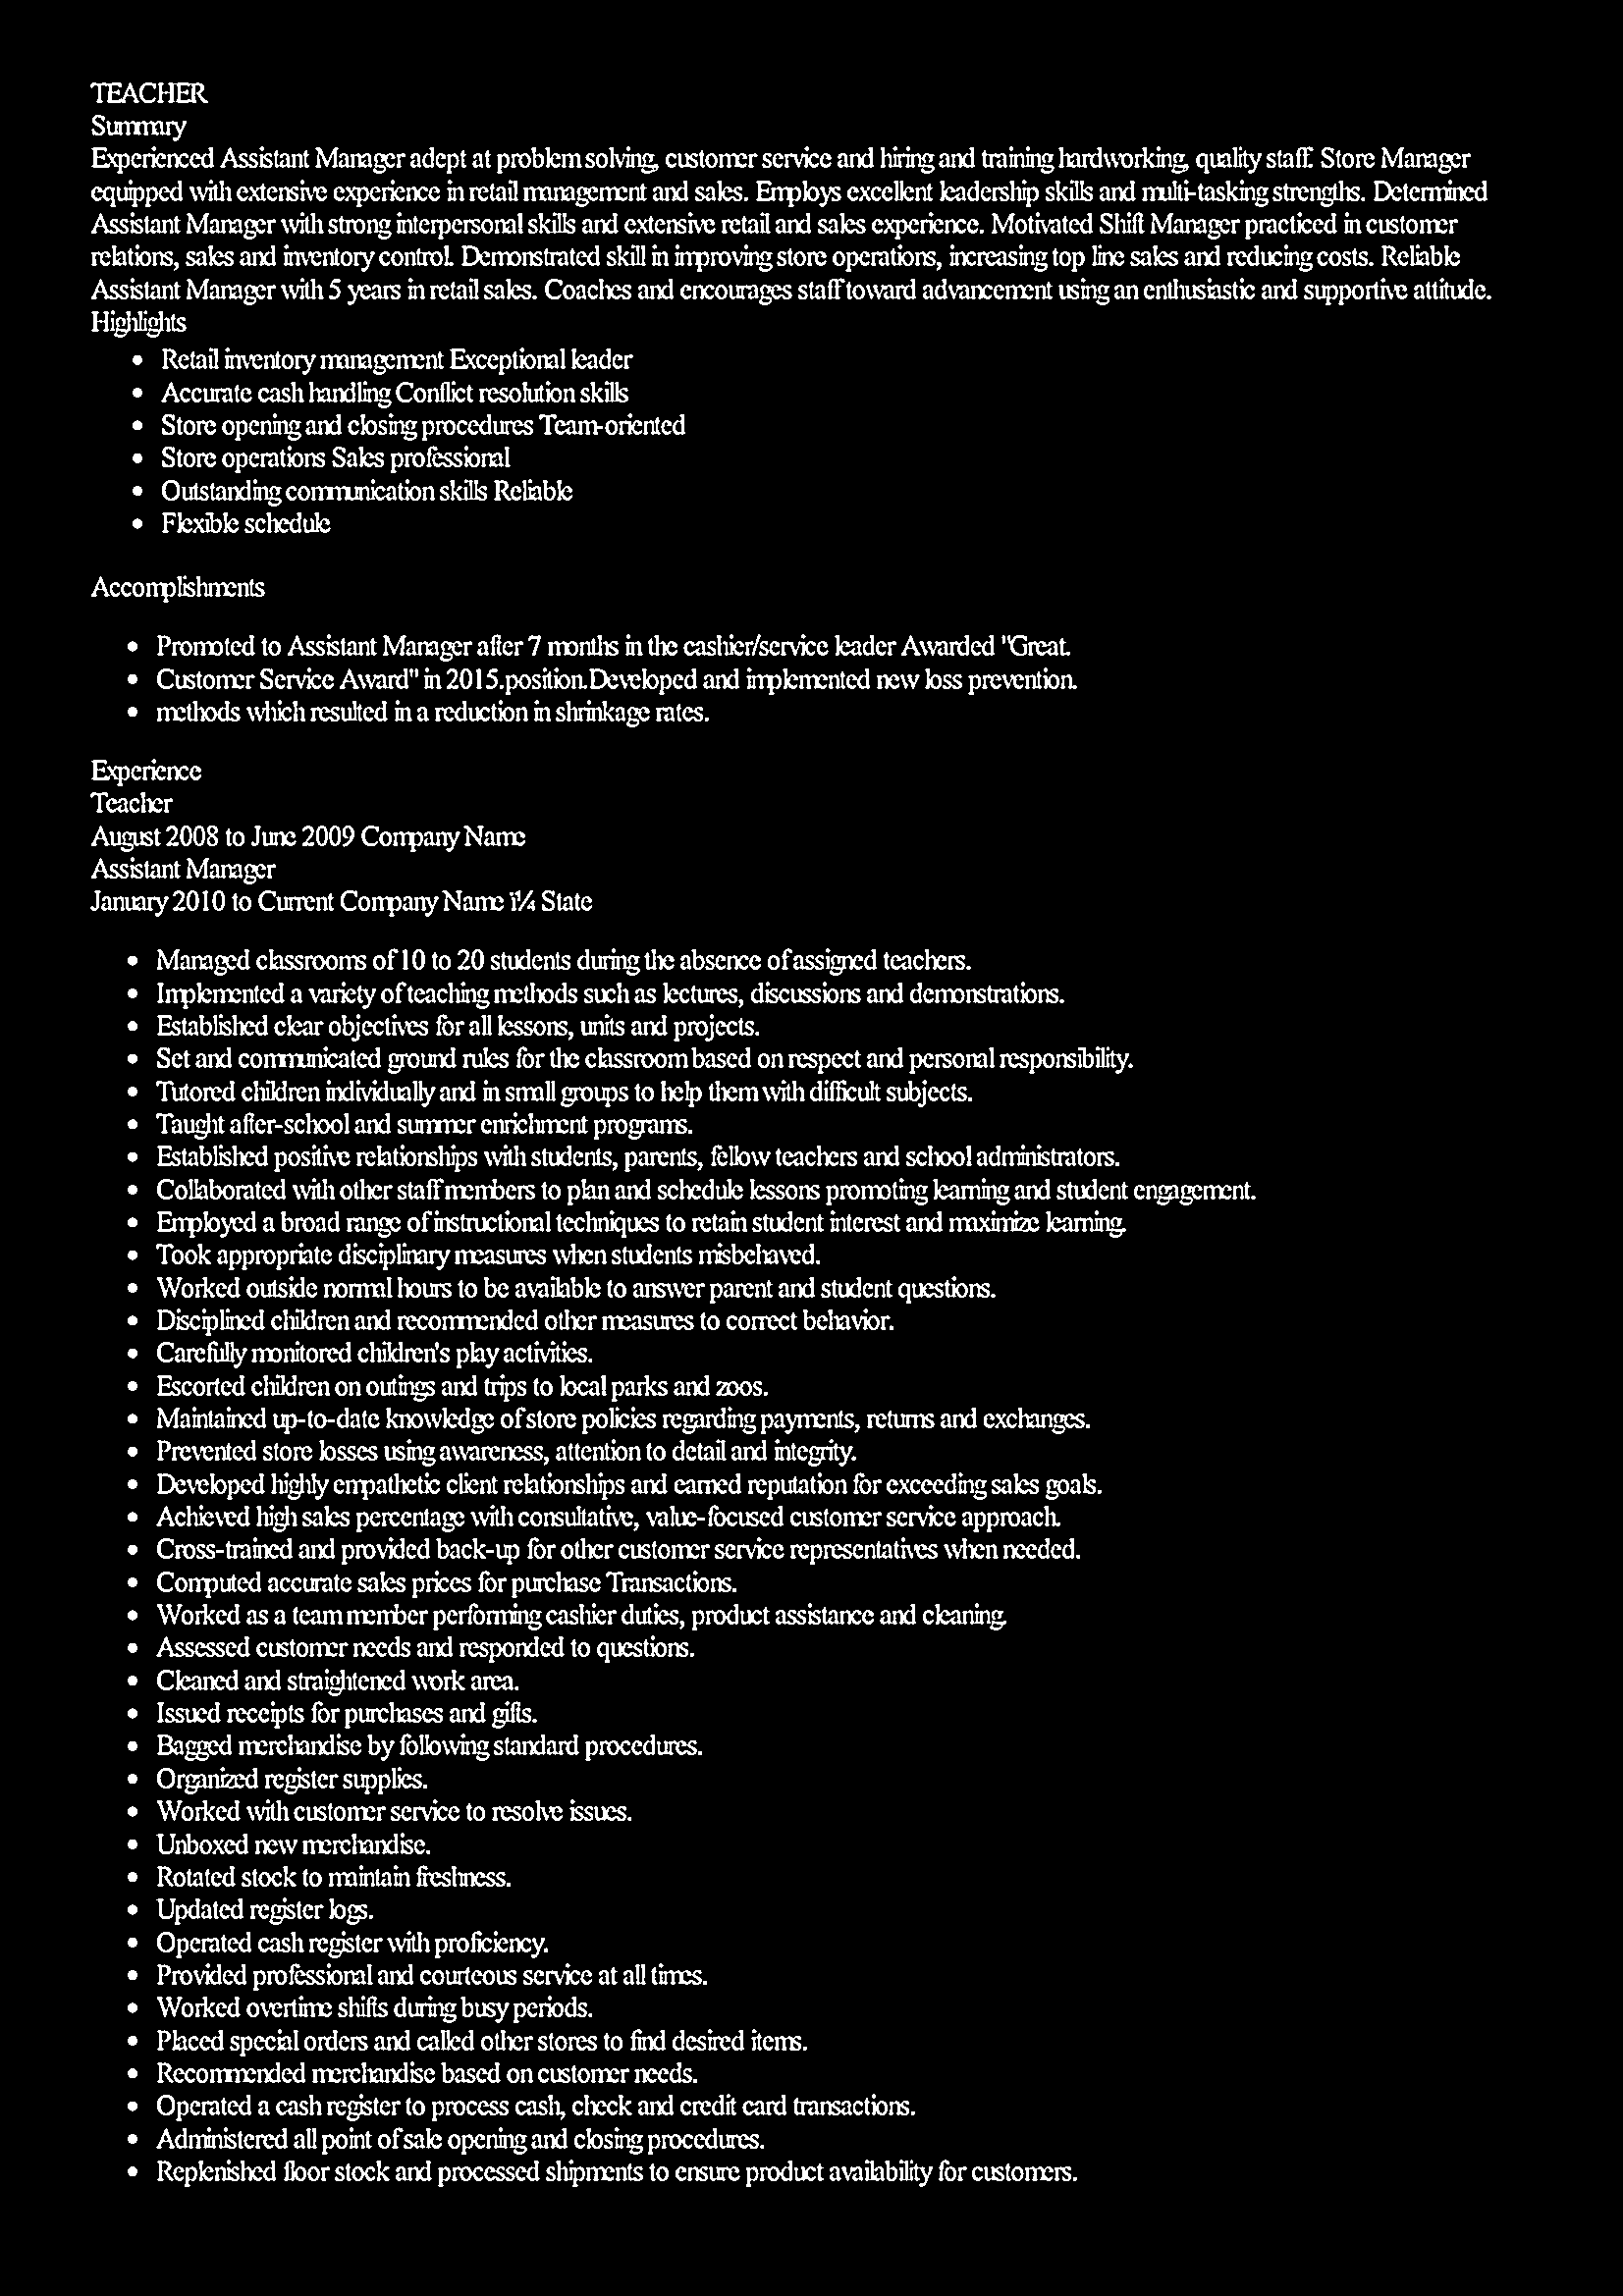 TEACHER
Summary
Experienced Assistant Manager adept at problem solving, customer service and hiring and training hardworking, quality staff. Store Manager
equipped with extensive experience in retail management and sales. Employs excellent leadership skills and multi-tasking strengths. Determined
Assistant Manager with strong interpersonal skills and extensive retail and sales experience. Motivated Shift Manager practiced in customer
relations, sales and inventory control. Demonstrated skill in improving store operations, increasing top line sales and reducing costs. Reliable
Assistant Manager with 5 years in retail sales. Coaches and encourages staff toward advancement using an enthusiastic and supportive attitude.
Highlights
• Retail inventory management Exceptional leader
• Accurate cash handling Conflict resolution skills
• Store opening and closing procedures Team-oriented
• Store operations Sales professional
• Outstanding communication skills Reliable
• Flexible schedule
Accomplishments
• Promoted to Assistant Manager after 7 months in the cashier/service leader Awarded "Great.
• Customer Service Award" in 2015.position.Developed and implemented new loss prevention.
• methods which resulted in a reduction in shrinkage rates.
Experience
Teacher
August 2008 to June 2009 Company Name
Assistant Manager
January 2010 to Current Company Name ï¼ State
• Managed classrooms of 10 to 20 students during the absence of assigned teachers.
• Implemented a variety of teaching methods such as lectures, discussions and demonstrations.
• Established clear objectives for all lessons, units and projects.
• Set and communicated ground rules for the classroom based on respect and personal responsibility.
• Tutored children individually and in small groups to help them with difficult subjects.
• Taught after-school and summer enrichment programs.
• Established positive relationships with students, parents, fellow teachers and school administrators.
• Collaborated with other staff members to plan and schedule lessons promoting learning and student engagement.
• Employed a broad range of instructional techniques to retain student interest and maximize learning.
• Took appropriate disciplinary measures when students misbehaved.
• Worked outside normal hours to be available to answer parent and student questions.
• Disciplined children and recommended other measures to correct behavior.
• Carefully monitored children's play activities.
• Escorted children on outings and trips to local parks and zoos.
• Maintained up-to-date knowledge of store policies regarding payments, returns and exchanges.
• Prevented store losses using awareness, attention to detail and integrity.
• Developed highly empathetic client relationships and earned reputation for exceeding sales goals.
• Achieved high sales percentage with consultative, value-focused customer service approach.
• Cross-trained and provided back-up for other customer service representatives when needed.
• Computed accurate sales prices for purchase Transactions.
• Worked as a team member performing cashier duties, product assistance and cleaning.
• Assessed customer needs and responded to questions.
• Cleaned and straightened work area.
• Issued receipts for purchases and gifts.
• Bagged merchandise by following standard procedures.
• Organized register supplies.
• Worked with customer service to resolve issues.
• Unboxed new merchandise.
• Rotated stock to maintain freshness.
• Updated register logs.
• Operated cash register with proficiency.
• Provided professional and courteous service at all times.
• Worked overtime shifts during busy periods.
• Placed special orders and called other stores to find desired items.
• Recommended merchandise based on customer needs.
• Operated a cash register to process cash, check and credit card transactions.
• Administered all point of sale opening and closing procedures.
• Replenished floor stock and processed shipments to ensure product availability for customers.